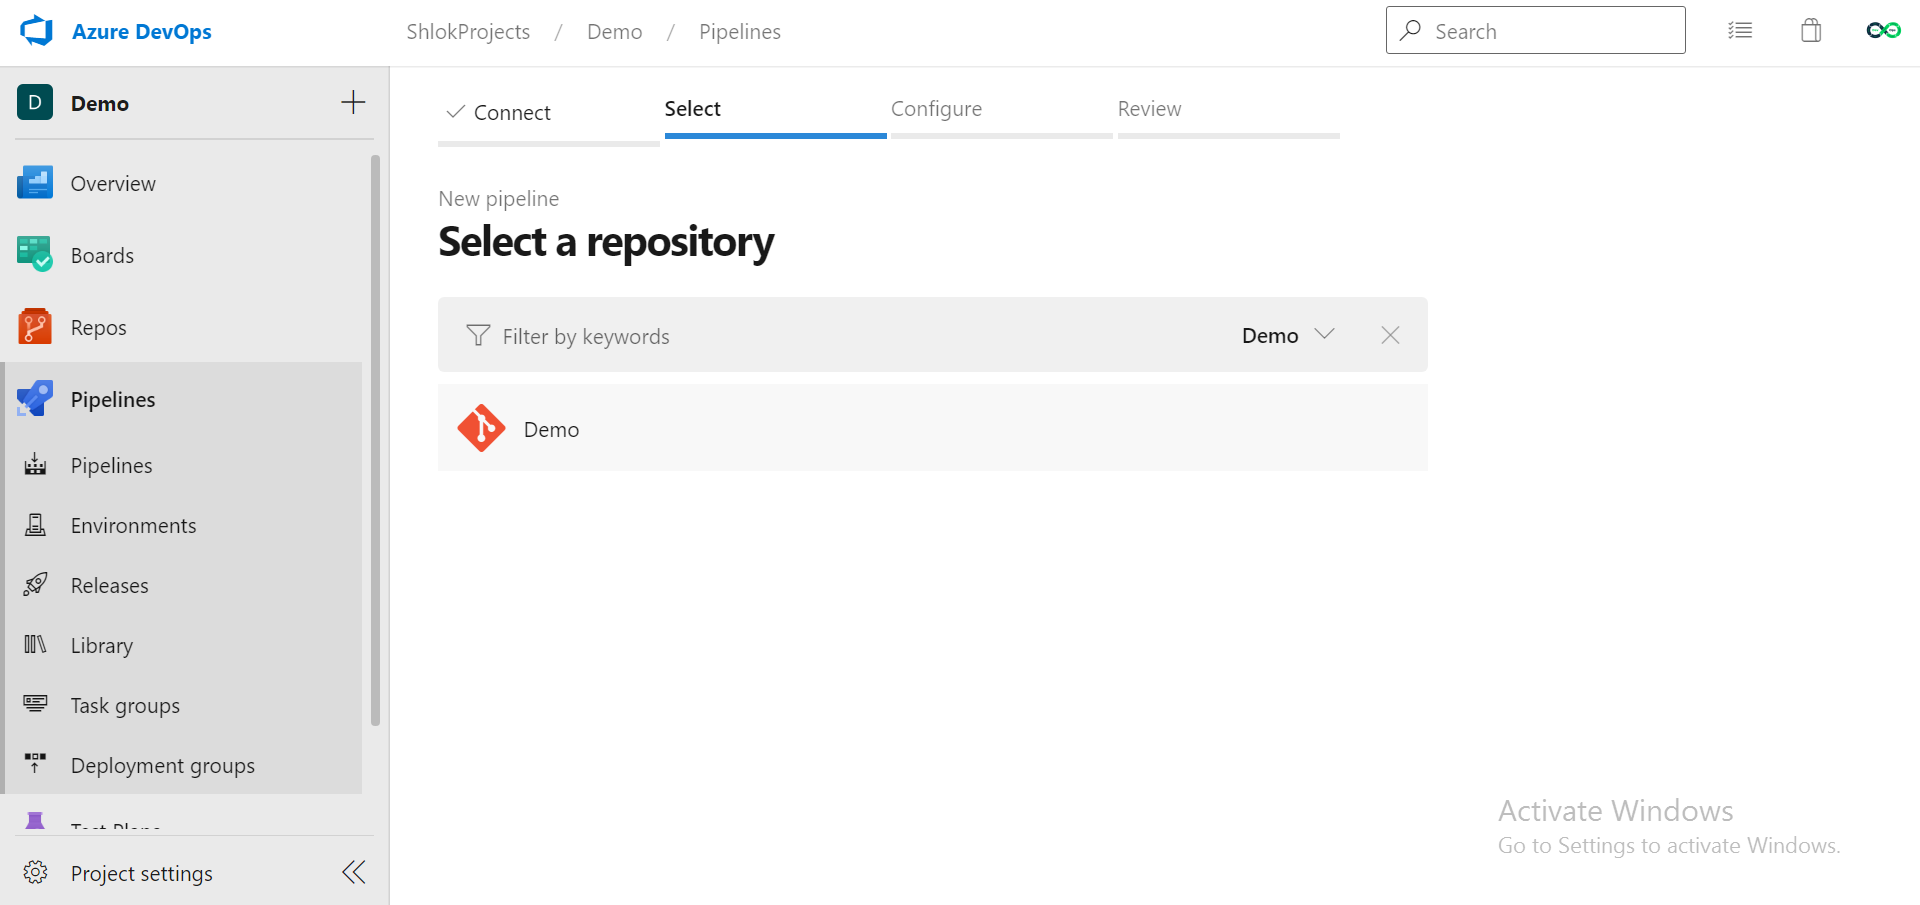 Azure DevOps
ShlokProjects / Demo / Pipelines
Search
D Demo
Overview
Boards
Repos
Pipelines
Pipelines
Environments
Releases
Library
Task groups
Deployment groups
Test Plans
Project settings
Connect
Select
Configure
Review
New pipeline
Select a repository
Filter by keywords
Demo
Demo
Activate Windows
Go to Settings to activate Windows.